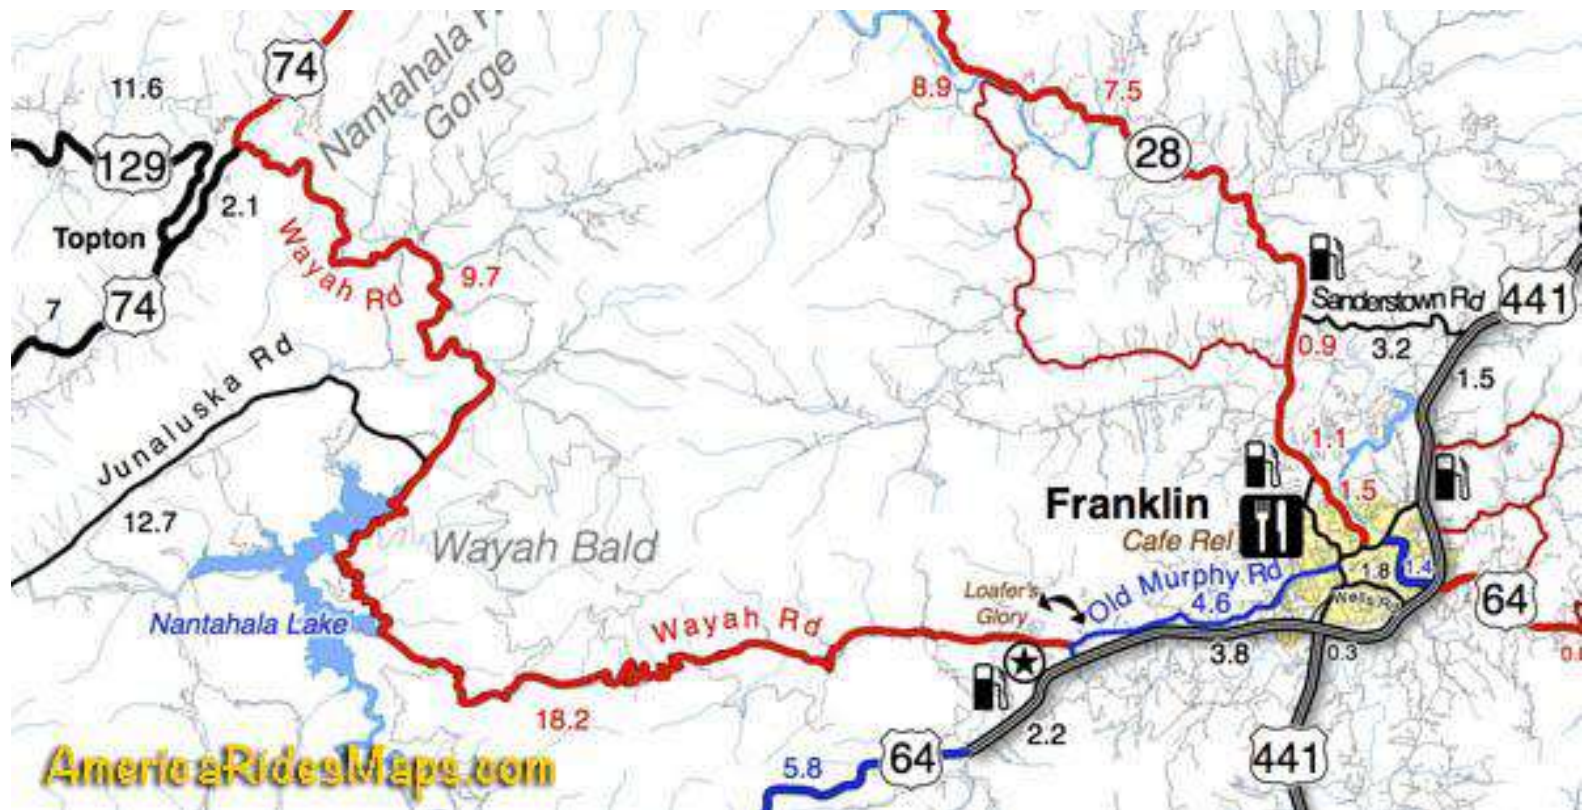 74
Nantahala
Gorge
11.6
129
2.1
Topton
74
7
Wayah Rd
9.7
Junaluska Rd
12.7
Nantahala Lake
Wayah Bald
Wayah Rd
18.2
8.9
7.5
28
Sanderstown Rd
441
0.9
3.2
1.5
1.1
1.5
Franklin
Cafe Rel
Loafer's
Glory
Old Murphy Rd
4.6
1.8
1.4
Wells Rd
64
3.8
0.3
2.2
64
5.8
441
AmericaRidesMaps.com